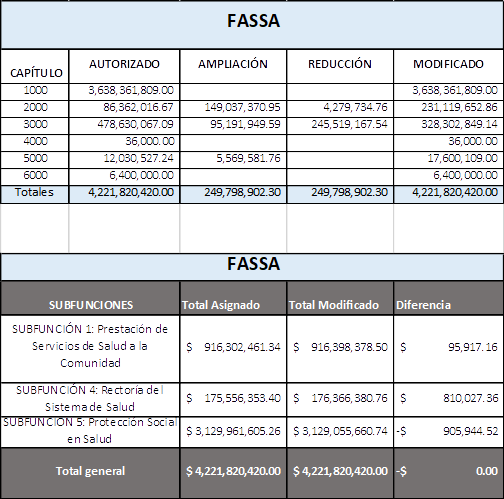 FASSA
CAPÍTULO AUTORIZADO AMPLIACIÓN REDUCCIÓN MODIFICADO
1000 3,638,361,809.00 3,638,361,809.00
2000 86,362,016.67 149,037,370.95 4,279,734.76 231,119,652.86
3000 478,630,067.09 95,191,949.59 245,519,167.54 328,302,849.14
4000 36,000.00 36,000.00
5000 12,030,527.24 5,569,581.76 17,600,109.00
6000 6,400,000.00 6,400,000.00
Totales 4,221,820,420.00 249,798,902.30 249,798,902.30 4,221,820,420.00
FASSA
SUBFUNCIONES Total Asignado Total Modificado Diferencia
SUBFUNCIÓN 1: Prestación de
Servicios de Salud a la
Comunidad
$ 916,302,461.34 $ 916,398,378.50 $ 95,917.16
SUBFUNCIÓN 4: Rectoría del
Sistema de Salud
$ 175,556,353.40 $ 176,366,380.76 $ 810,027.36
SUBFUNCIÓN 5: Protección Social
en Salud
$ 3,129,961,605.26 $ 3,129,055,660.74 -$ 905,944.52
Total general $ 4,221,820,420.00 $ 4,221,820,420.00 -$ 0.00